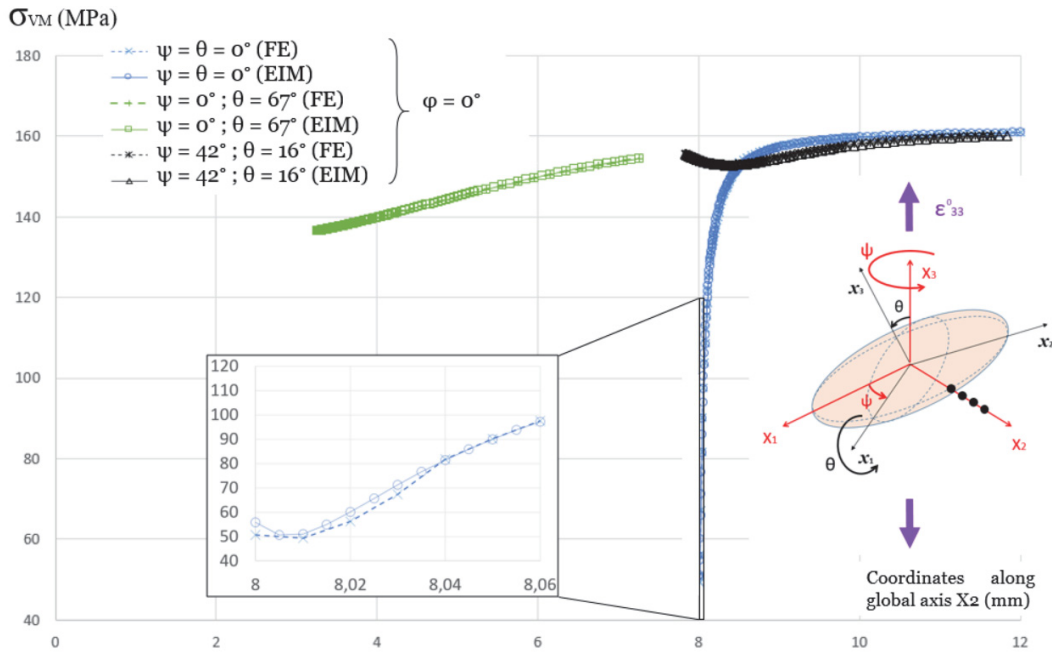 σVM (MPa)
180
160
140
120
100
80
60
40
0
2
4
6
8
10
12
ψ = θ = 0° (FE)
ψ = θ = 0° (EIM)
ψ = 0° ; θ = 67° (FE)
ψ = 0° ; θ = 67° (EIM)
ψ = 42° ; θ = 16° (FE)
ψ = 42° ; θ = 16° (EIM)
φ = 0°
120
110
100
90
80
70
60
50
40
8
8,02
8,04
8,06
ε⁰33
ψ
X3
x3
θ
ψ
X1
x1
θ
X2
Coordinates along
global axis X2 (mm)